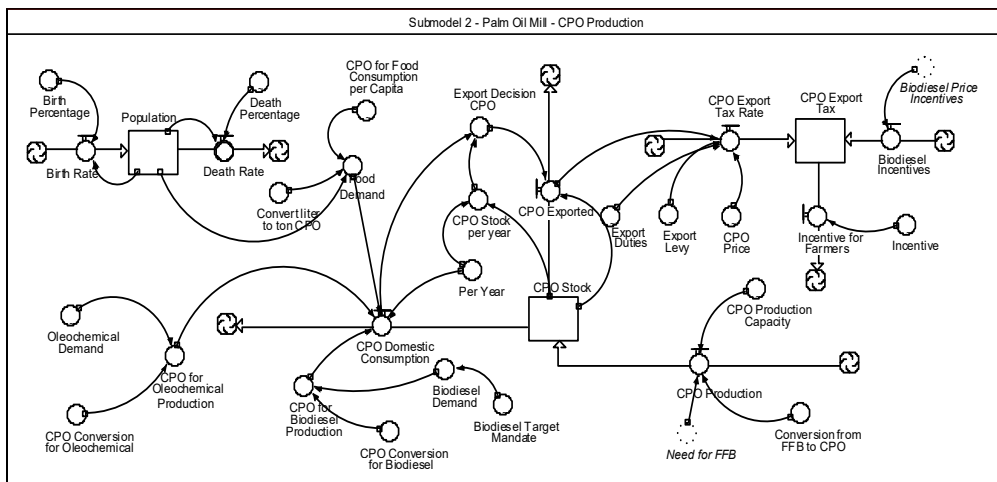 Submodel 2 - Palm Oil Mill - CPO Production
Birth
Percentage
Population
Death
Percentage
Birth Rate
Death Rate
CPO for Food
Consumption
per Capita
Food
Demand
Convert liter
to ton CPO
Export Decision
CPO
CPO Stock
per year
Per Year
CPO Exported
CPO Stock
Export
Duties
Export
Levy
CPO
Price
CPO Export
Tax Rate
CPO Export
Tax
Biodiesel Price
Incentives
Biodiesel
Incentives
Incentive for
Farmers
Incentive
Oleochemical
Demand
CPO for
Oleochemical
Production
CPO Conversion
for Oleochemical
CPO Domestic
Consumption
CPO for
Biodiesel
Production
Biodiesel
Demand
Biodiesel Target
Mandate
CPO Conversion
for Biodiesel
CPO Production
Capacity
CPO Production
Need for FFB
Conversion from
FFB to CPO